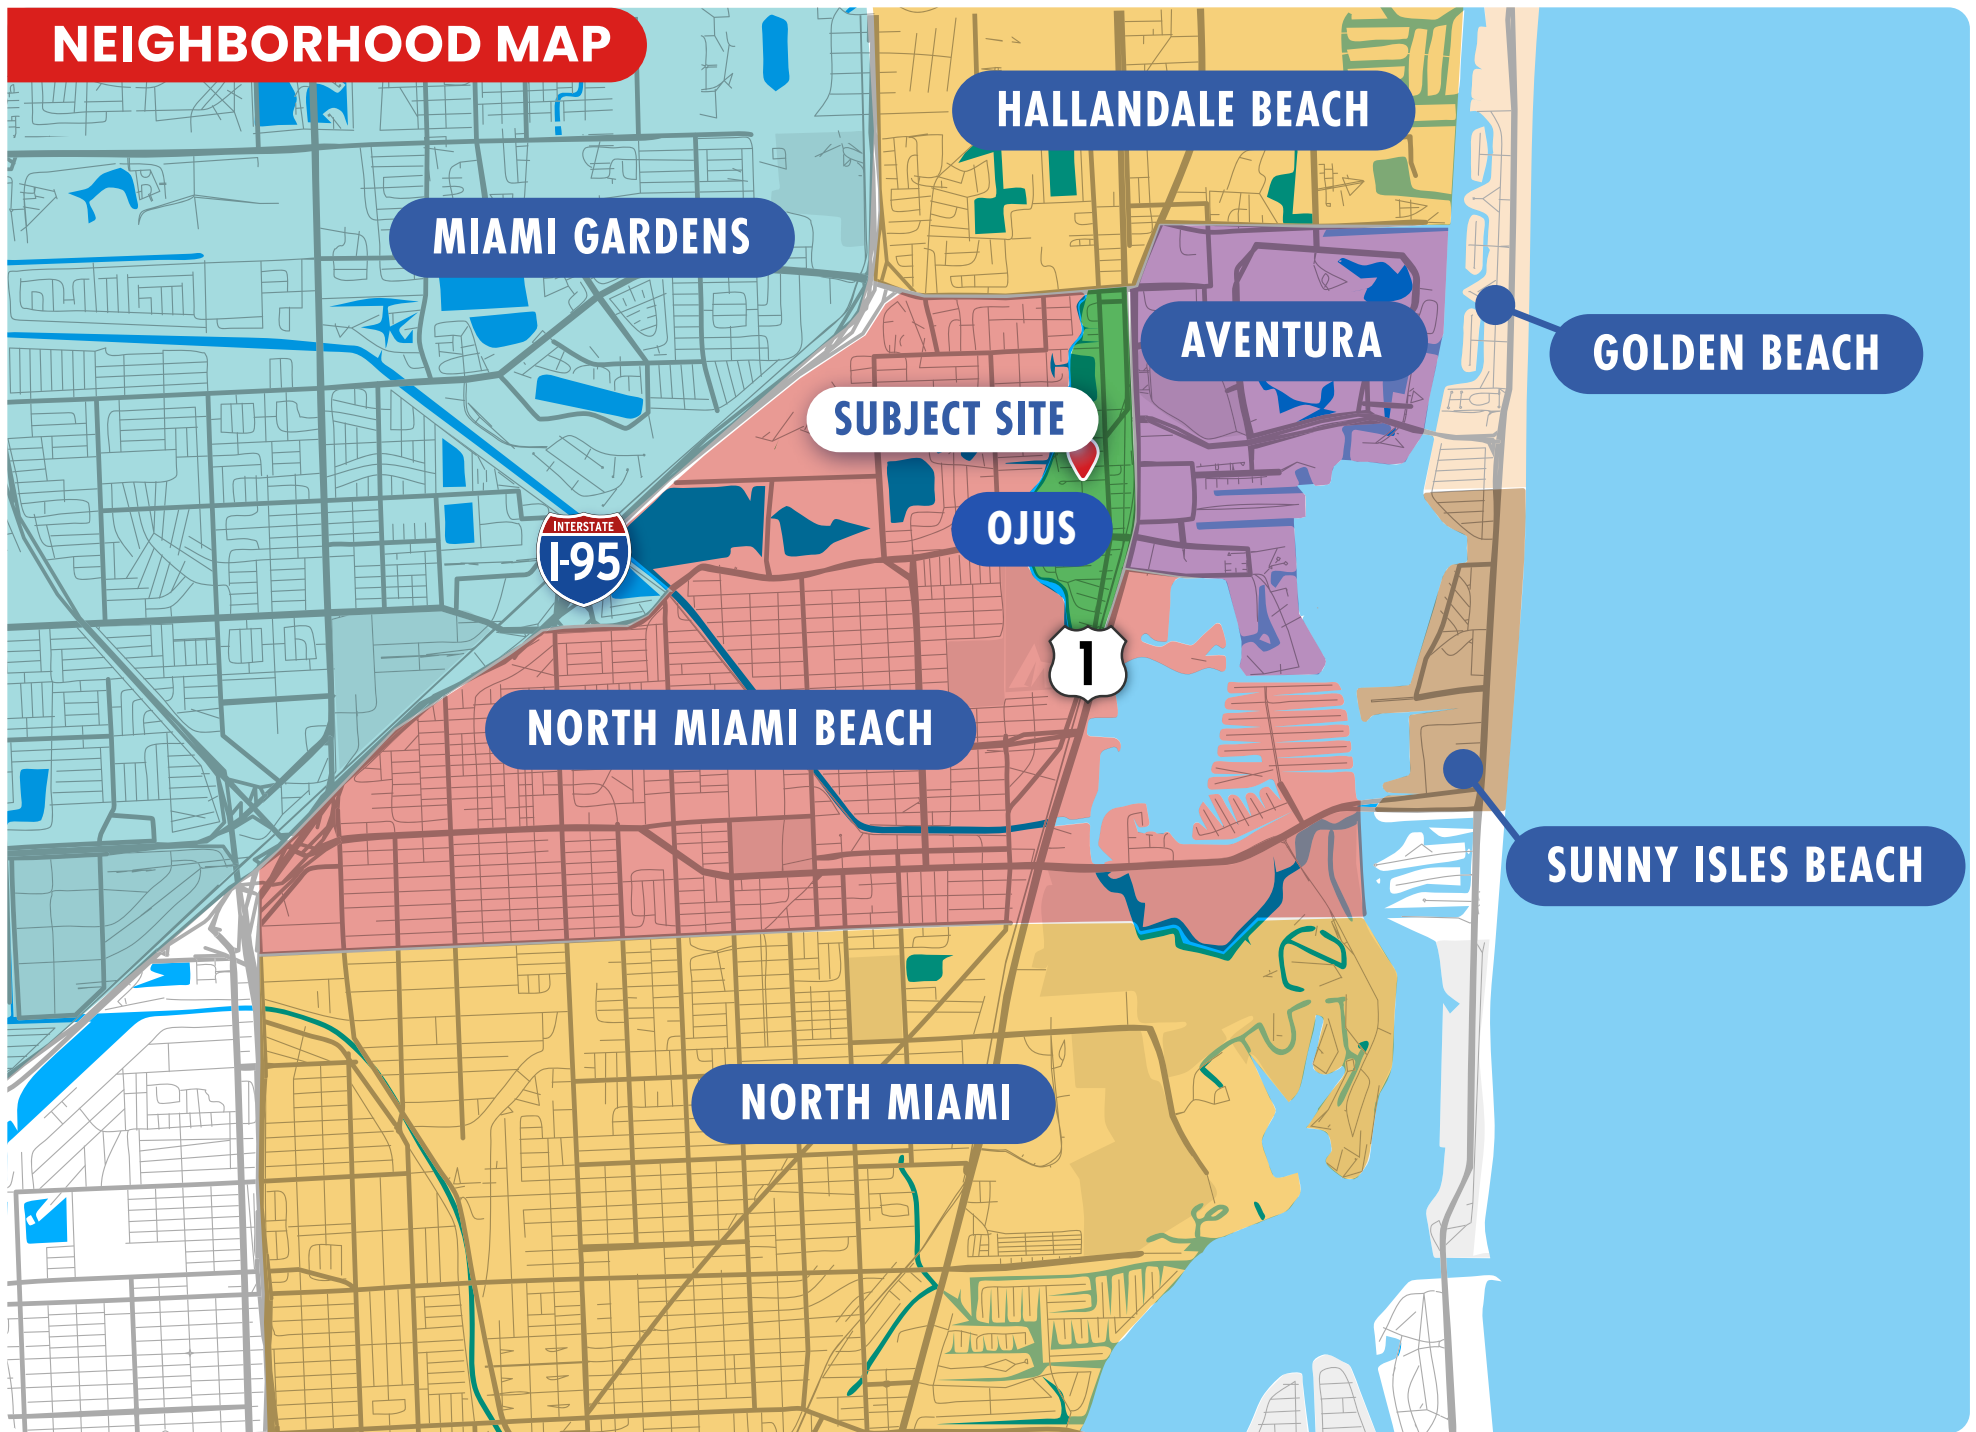 NEIGHBORHOOD MAP
HALLANDALE BEACH
MIAMI GARDENS
AVENTURA
GOLDEN BEACH
SUBJECT SITE
OJUS
INTERSTATE
I-95
1
NORTH MIAMI BEACH
SUNNY ISLES BEACH
NORTH MIAMI